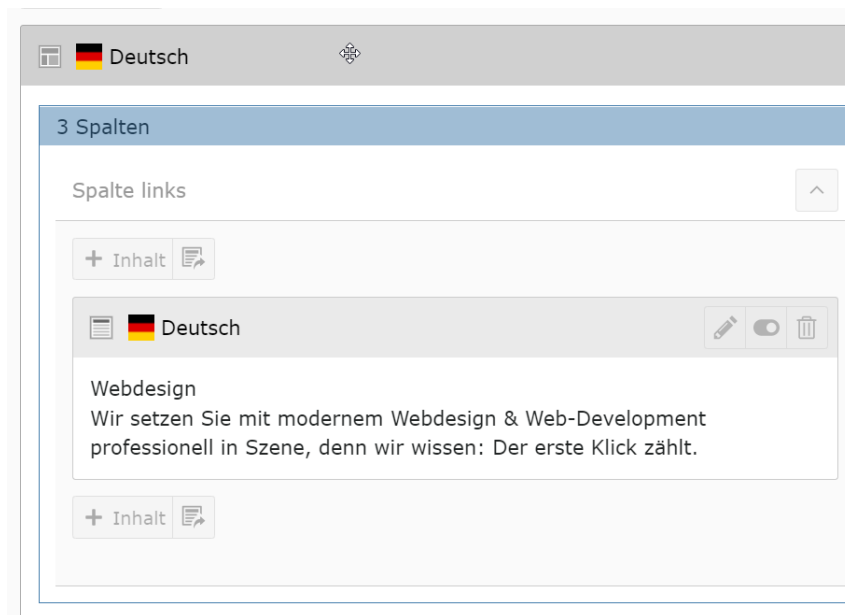 Deutsch
3 Spalten
Spalte links
+ Inhalt
Deutsch
Webdesign
Wir setzen Sie mit modernem Webdesign & Web-Development
professionell in Szene, denn wir wissen: Der erste Klick zählt.
+ Inhalt